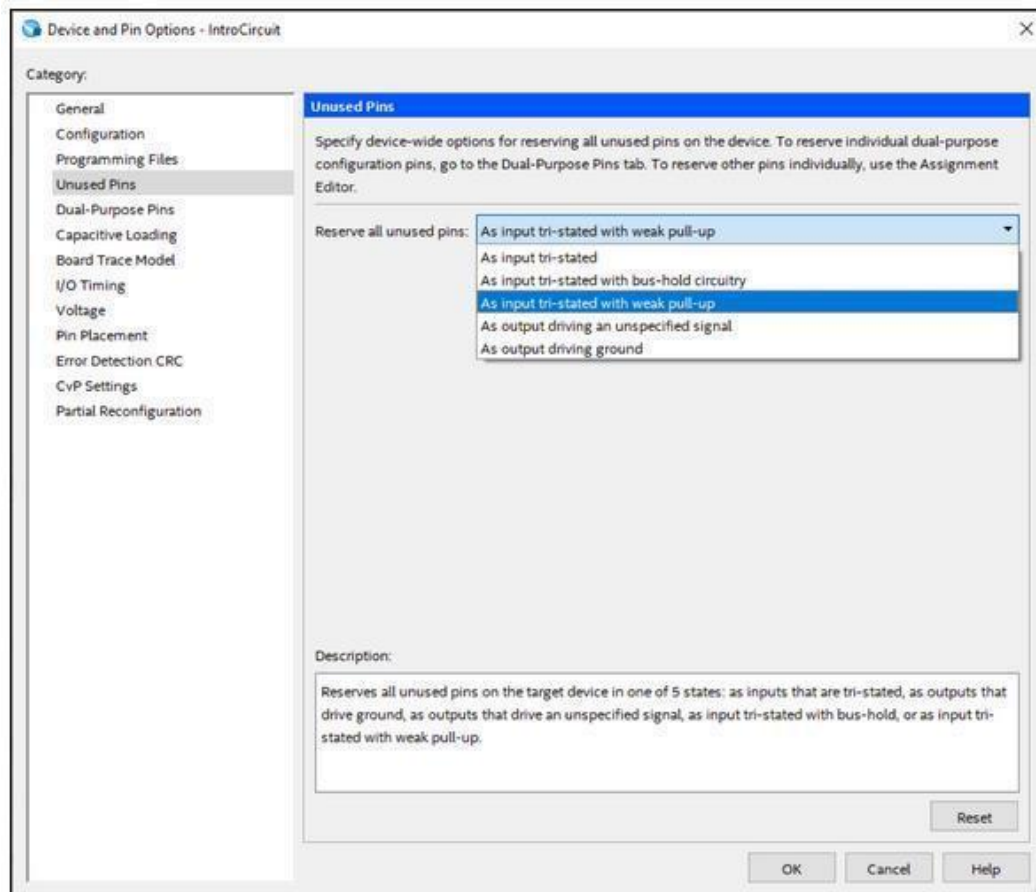 Device and Pin Options - IntroCircuit
Category:
General
Configuration
Programming Files
Unused Pins
Dual-Purpose Pins
Capacitive Loading
Board Trace Model
I/O Timing
Voltage
Pin Placement
Error Detection CRC
CvP Settings
Partial Reconfiguration
Unused Pins
Specify device-wide options for reserving all unused pins on the device. To reserve individual dual-purpose
configuration pins, go to the Dual-Purpose Pins tab. To reserve other pins individually, use the Assignment
Editor.
Reserve all unused pins: As input tri-stated with weak pull-up
As input tri-stated
As input tri-stated with bus-hold circuitry
As input tri-stated with weak pull-up
As output driving an unspecified signal
As output driving ground
Description:
Reserves all unused pins on the target device in one of 5 states: as inputs that are tri-stated, as outputs that
drive ground, as outputs that drive an unspecified signal, as input tri-stated with bus-hold, or as input tri-
stated with weak pull-up.
Reset
OK Cancel Help